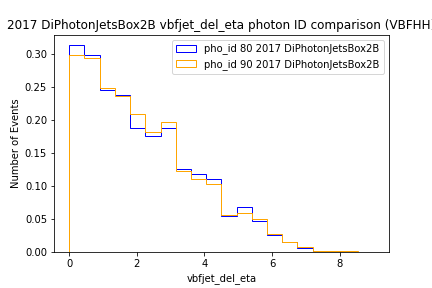 2017 DiPhotonJetsBox2B vbfjet_del_eta photon ID comparison (VBFHH
pho_id 80 2017 DiPhotonJetsBox2B
pho_id 90 2017 DiPhotonJetsBox2B
Number of Events
0.30
0.25
0.20
0.15
0.10
0.05
0.00
0 2 4 6 8
vbfjet_del_eta